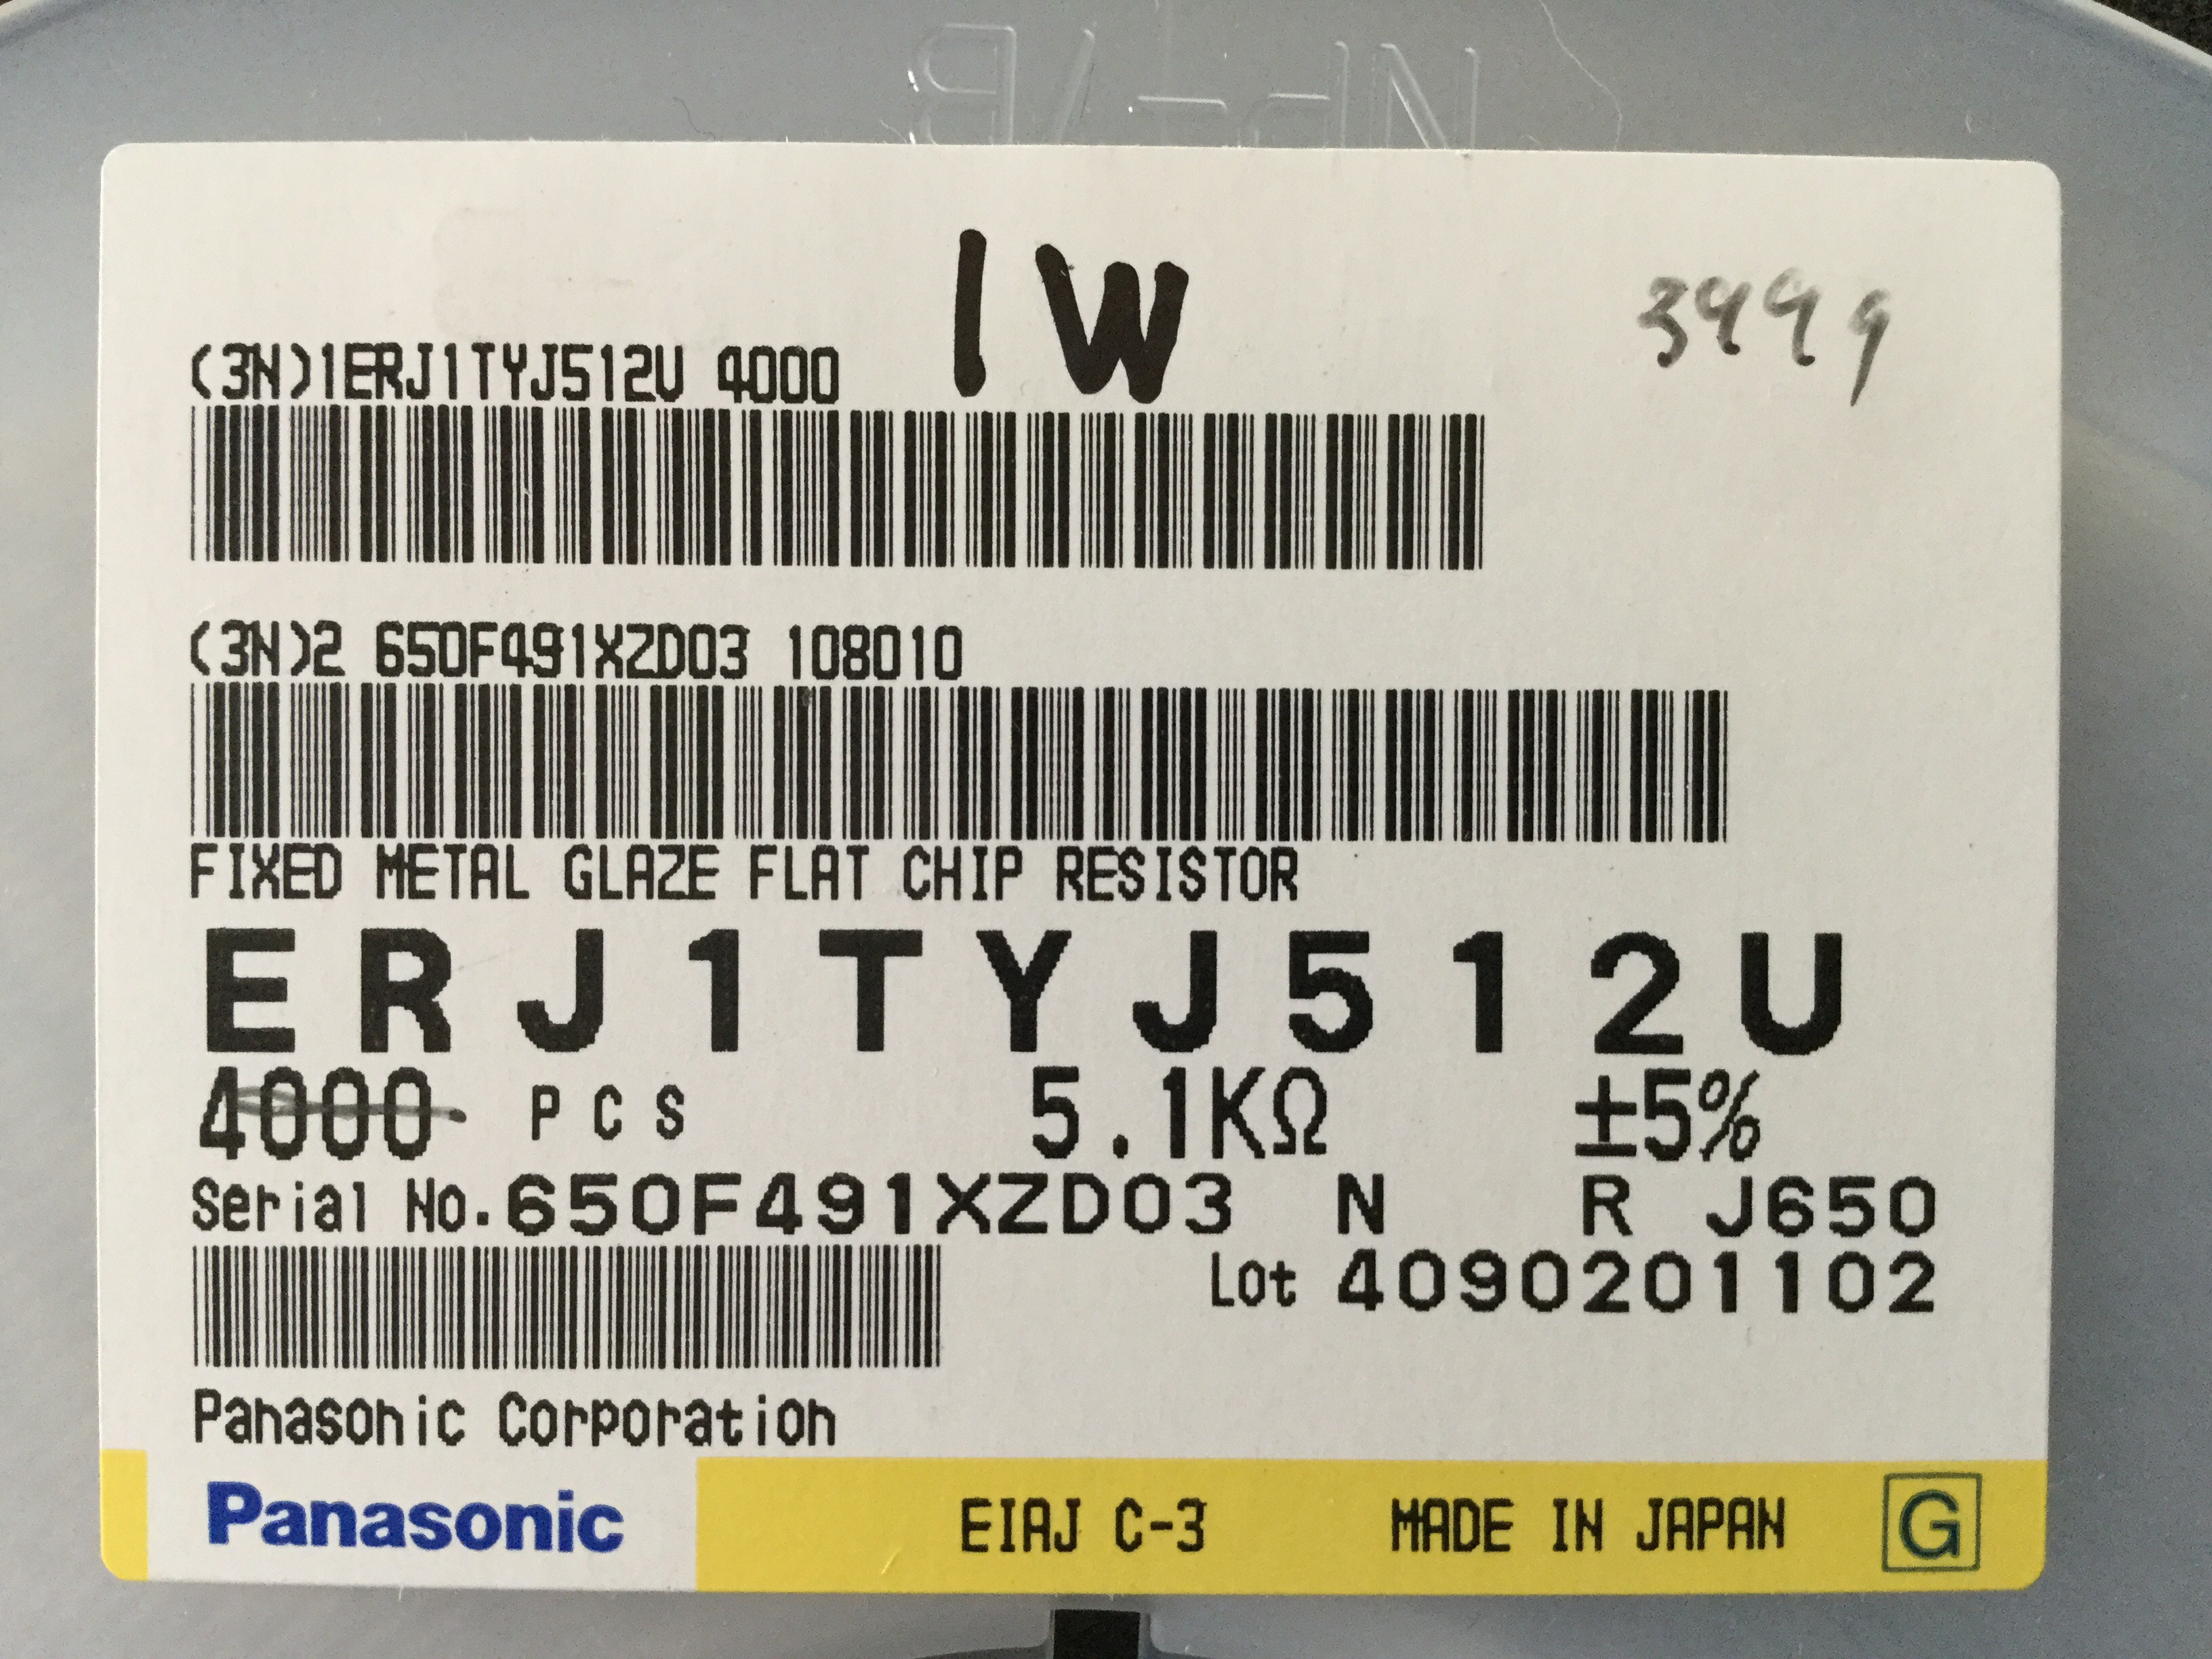 1W
3999
(3N)1ERJ1TYJ512U 4000
(3N)2 650F491XZD03 108010
FIXED METAL GLAZE FLAT CHIP RESISTOR
ERJ1TYJ512U
4000 PCS 5.1KΩ ±5%
Serial No.650F491XZD03 N R J650
Lot 4090201102
Panasonic Corporation
Panasonic EIAJ C-3 MADE IN JAPAN G